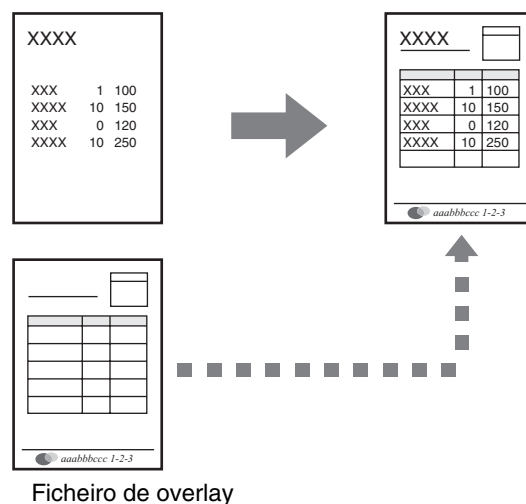 XXXX
XXX 1 100
XXXX 10 150
XXX 0 120
XXXX 10 250
XXXX
XXX 1 100
XXXX 10 150
XXX 0 120
XXXX 10 250
aaabbbccc 1-2-3
aaabbbccc 1-2-3
Ficheiro de overlay